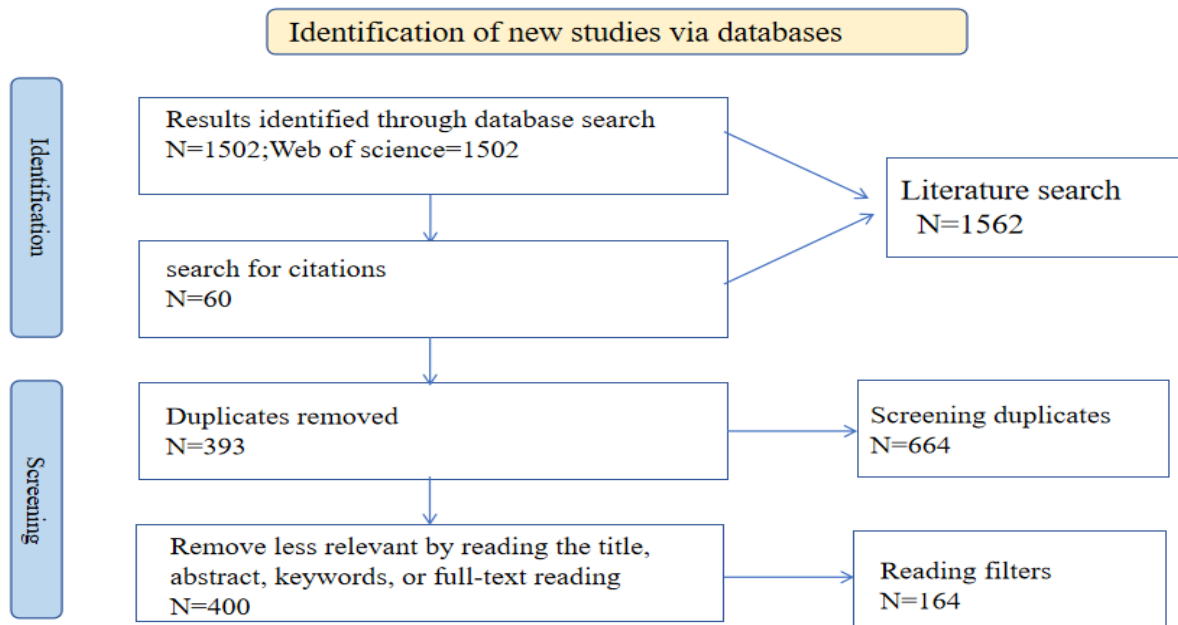 Identification of new studies via databases
Identification
Results identified through database search
N=1502;Web of science=1502
Literature search
N=1562
search for citations
N=60
Screening
Duplicates removed
N=393
Screening duplicates
N=664
Remove less relevant by reading the title,
abstract, keywords, or full-text reading
N=400
Reading filters
N=164